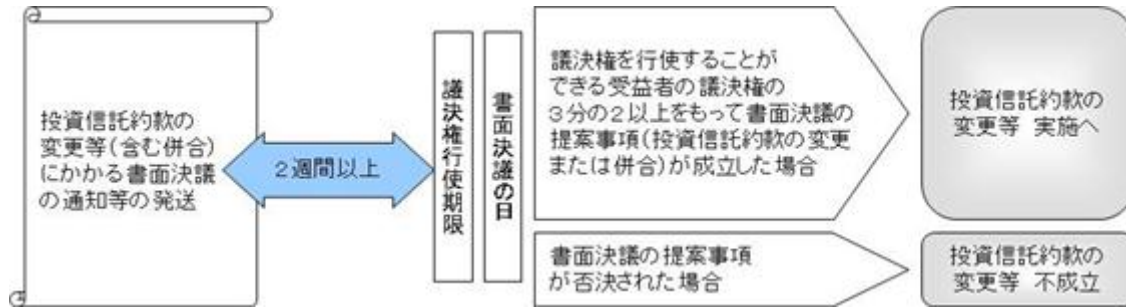 投資信託約款の
変更等(含む併合)
にかかる書面決議
の通知等の発送
2週間以上
議決権行使期限
書面決議の日
議決権を行使することが
できる受益者の議決権の
3分の2以上をもって書面決議の
提案事項(投資信託約款の変更
または併合)が成立した場合
投資信託約款の
変更等 実施へ
書面決議の提案事項
が否決された場合
投資信託約款の
変更等 不成立